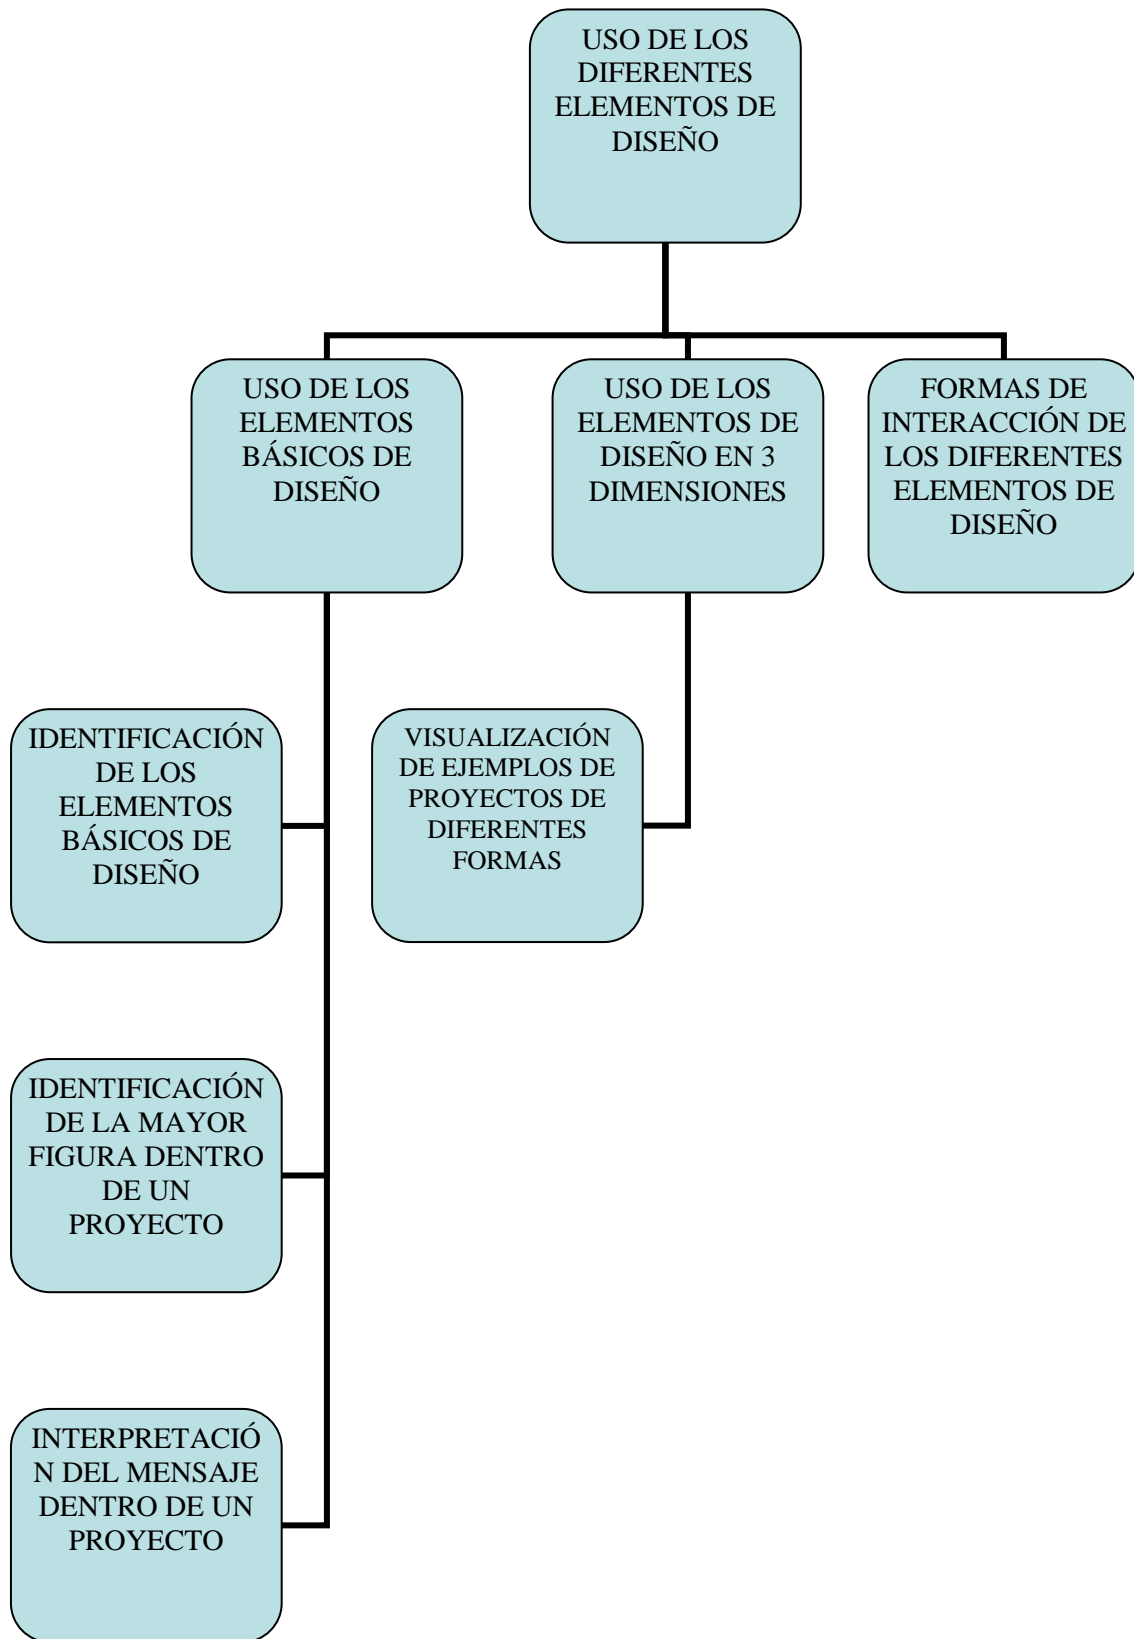 USO DE LOS
DIFERENTES
ELEMENTOS DE
DISEÑO
USO DE LOS
ELEMENTOS
BÁSICOS DE
DISEÑO
USO DE LOS
ELEMENTOS DE
DISEÑO EN 3
DIMENSIONES
FORMAS DE
INTERACCIÓN DE
LOS DIFERENTES
ELEMENTOS DE
DISEÑO
IDENTIFICACIÓN
DE LOS
ELEMENTOS
BÁSICOS DE
DISEÑO
VISUALIZACIÓN
DE EJEMPLOS DE
PROYECTOS DE
DIFERENTES
FORMAS
IDENTIFICACIÓN
DE LA MAYOR
FIGURA DENTRO
DE UN
PROYECTO
INTERPRETACIÓ
N DEL MENSAJE
DENTRO DE UN
PROYECTO